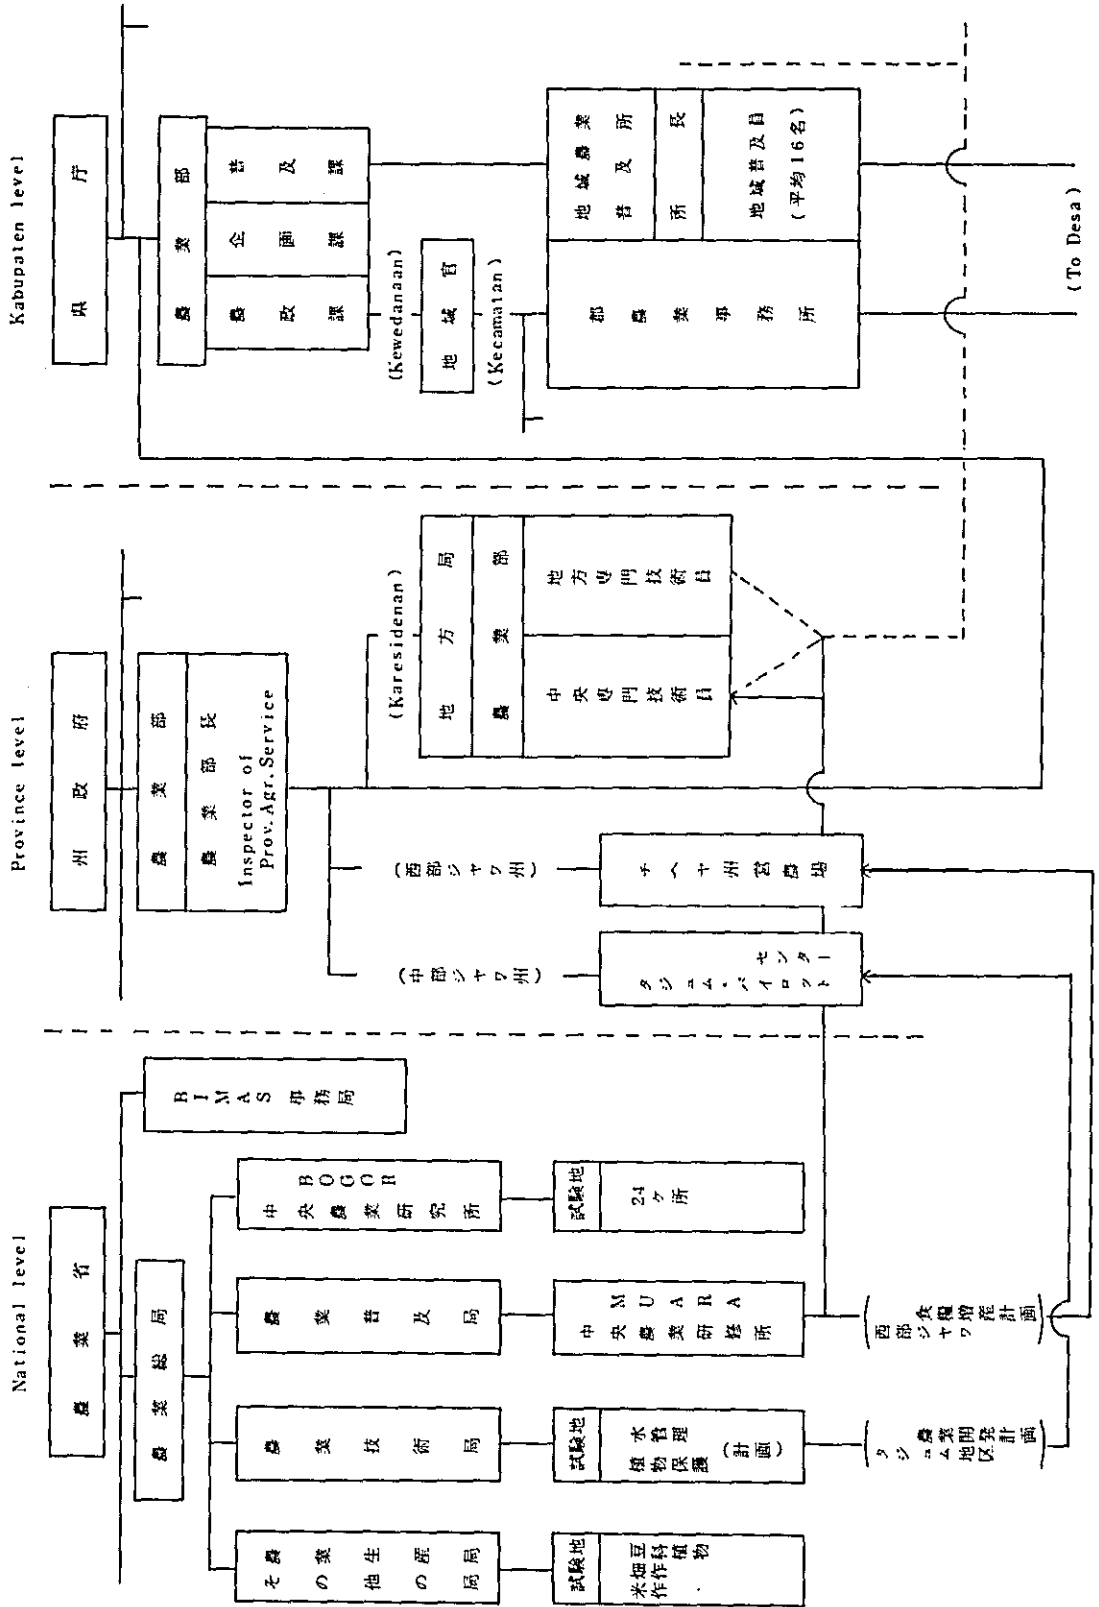 National level
農業省
BIMAS 事務局
農業総局
BOGOR
中央農業研究所
試験地
24ケ所
農業普及局
MUARA
中央農業研修所
(西部ジャワ
食糧増産計画)
農業技術局
試験地
水管理
植物保護
(計画)
(タジュム地区
農業開発計画)
農業生産局
その他の局
試験地
米作
畑作
豆科植物
Province level
州政府
農業部
農業部長
Inspector of
Prov.Agr.Service
(Karesidenan)
地方局
農業部
中央専門技術員
地方専門技術員
(西部ジャワ州)
チヘヤ州営農場
(中部ジャワ州)
タジュム・パイロット
センター
Kabupaten level
県庁
農業部
農政課
企画課
普及課
(Kewedanaan)
地域官
(Kecamatan)
郡農業事務所
地域農業
普及所
所長
地域普及員
(平均16名)
(To Desa)